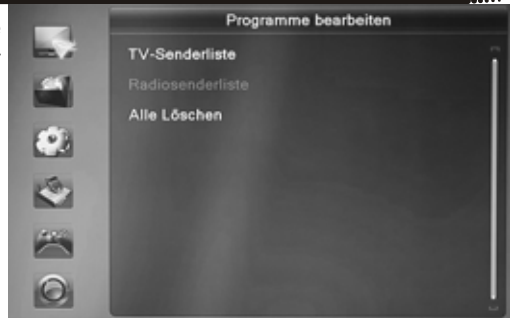 Programme bearbeiten
TV-Senderliste
Radiosenderliste
Alle Löschen